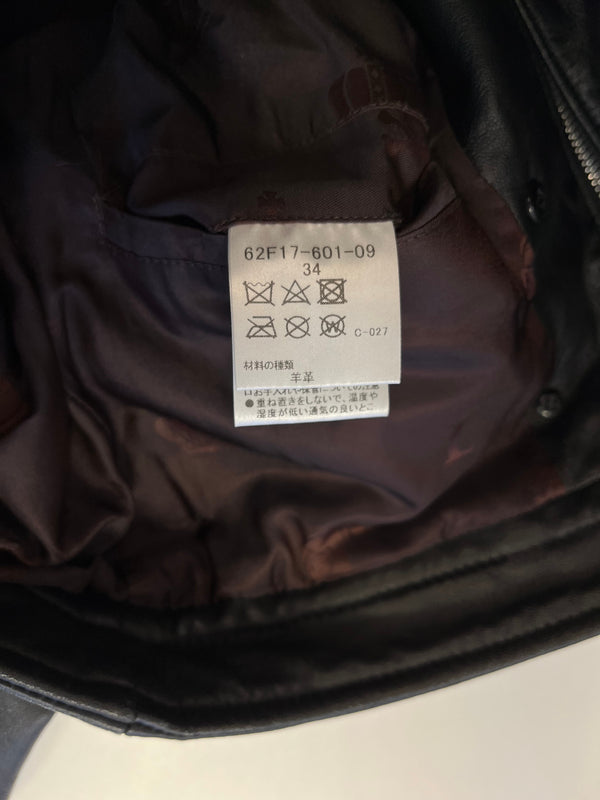 62F17-601-09
34
W C-027
材料の種類
羊革
口お手入れや保管についての注意
●重ね置きをしないで、温度や
湿度が低い通気の良いとこ